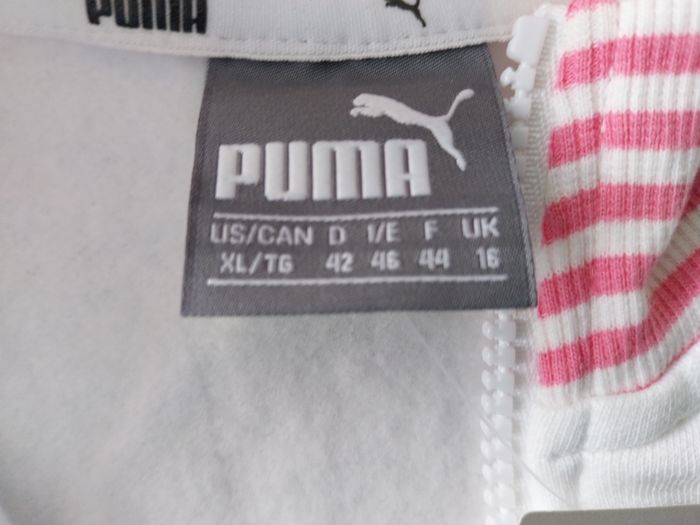 PUMA
PUMA
US/CAN D I/E F UK
XL/TG 42 46 44 16